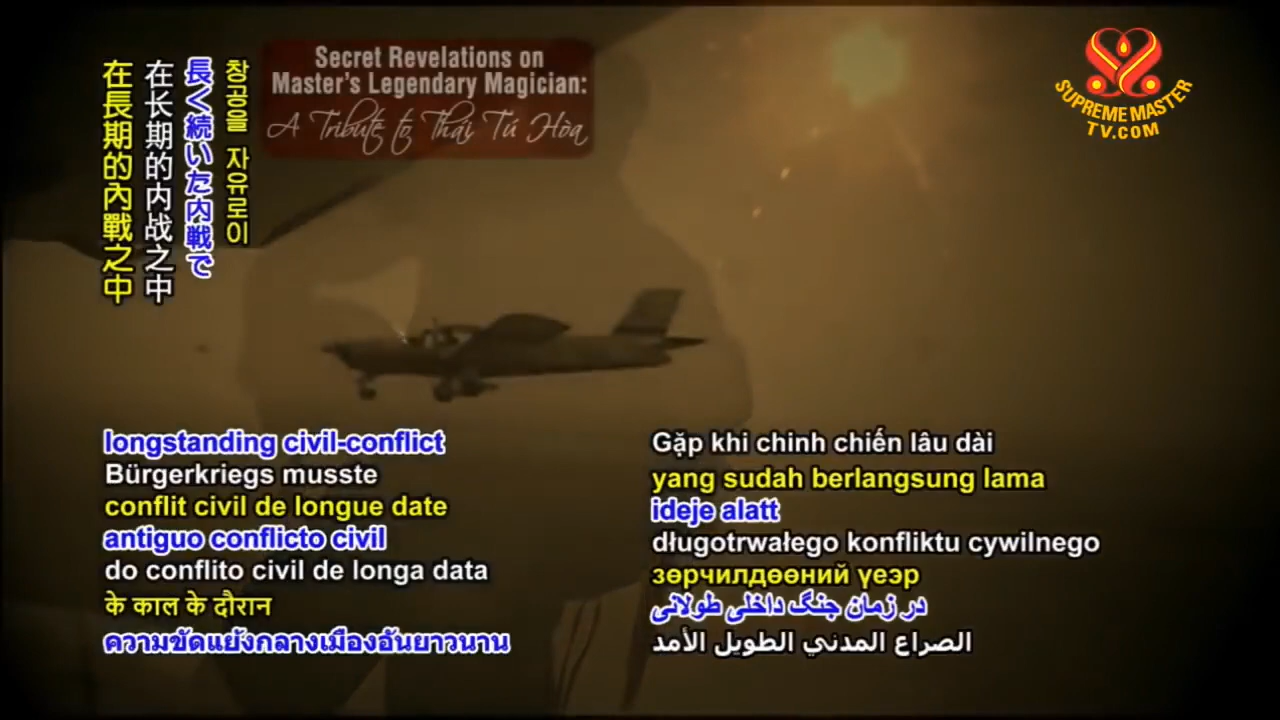 Secret Revelations on
Master's Legendary Magician:
A Tribute to Thái Tú Hòa
SUPREME MASTER
TV.COM
창공을 자유로이
長く続いた内戦で
在长期的内战之中
在長期的內戰之中
longstanding civil-conflict
Bürgerkriegs musste
conflit civil de longue date
antiguo conflicto civil
do conflito civil de longa data
के काल के दौरान
ความขัดแย้งกลางเมืองอันยาวนาน
Gặp khi chinh chiến lâu dài
yang sudah berlangsung lama
ideje alatt
długotrwałego konfliktu cywilnego
зөрчилдөөний үеэр
در زمان جنگ داخلی طولانی
الصراع المدني الطويل الأمد